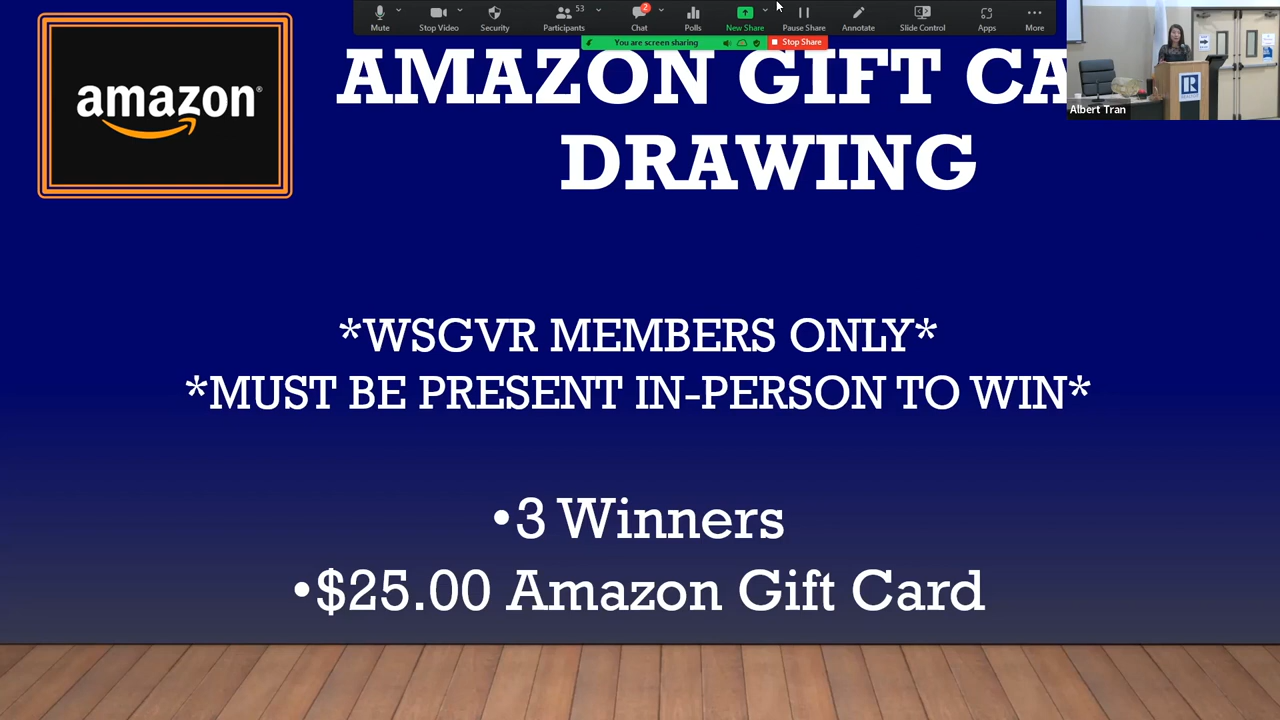 Mute
Stop Video
Security
53
Participants
2
Chat
Polls
New Share
Pause Share
Annotate
Slide Control
Apps
More
You are screen sharing
Stop Share
Albert Tran
R
amazon®
AMAZON GIFT CA
DRAWING
*WSGVR MEMBERS ONLY*
*MUST BE PRESENT IN-PERSON TO WIN*
•3 Winners
•$25.00 Amazon Gift Card